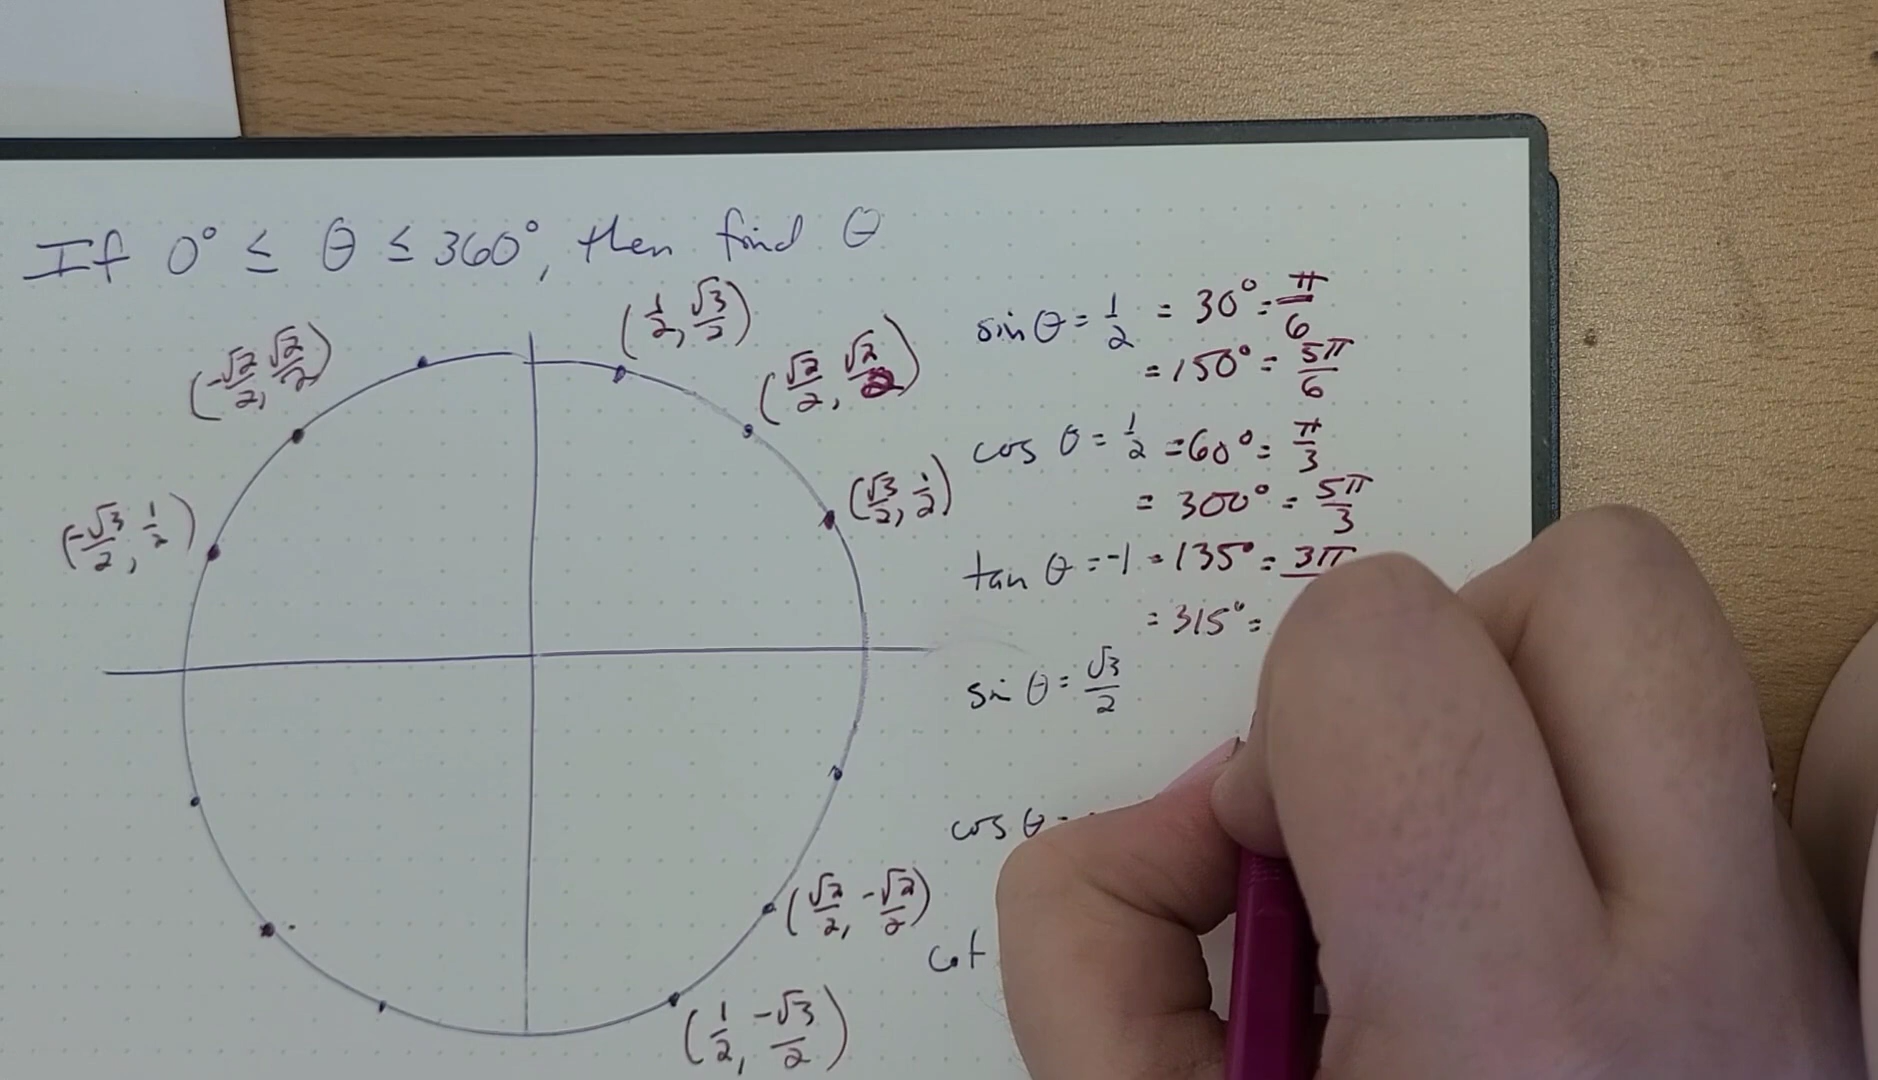 If 0° ≤ θ ≤ 360°, then find θ
(1/2, √3/2)
(-√2/2, √2/2)
(√2/2, √2/2)
(√3/2, 1/2)
(-√3/2, 1/2)
(√2/2, -√2/2)
(1/2, -√3/2)
sin θ = 1/2 = 30° = π/6
= 150° = 5π/6
cos θ = 1/2 = 60° = π/3
= 300° = 5π/3
tan θ = -1 = 135° = 3π
= 315° =
sin θ = √3/2
cos θ =
cot